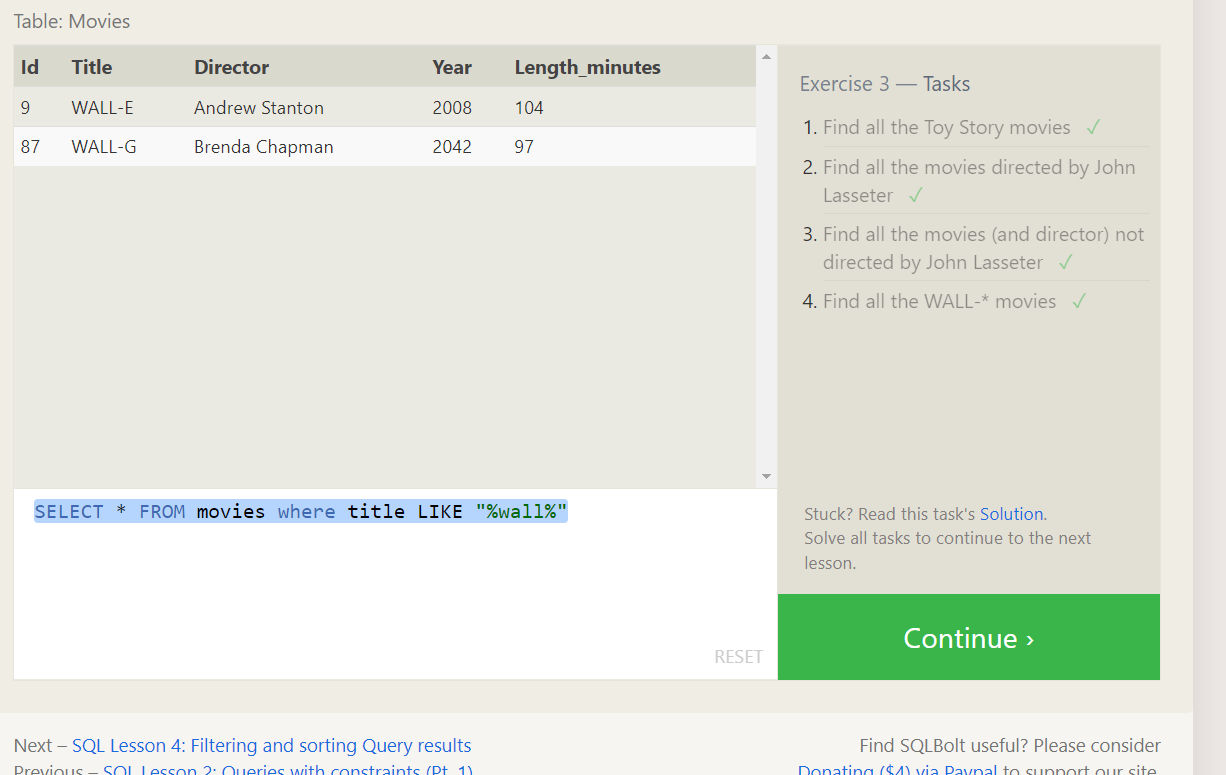 Table: Movies
Id Title Director Year Length_minutes
9 WALL-E Andrew Stanton 2008 104
87 WALL-G Brenda Chapman 2042 97
SELECT * FROM movies where title LIKE "%wall%"
RESET
Exercise 3 — Tasks
1. Find all the Toy Story movies ✓
2. Find all the movies directed by John
Lasseter ✓
3. Find all the movies (and director) not
directed by John Lasseter ✓
4. Find all the WALL-* movies ✓
Stuck? Read this task's Solution.
Solve all tasks to continue to the next
lesson.
Continue ›
Next – SQL Lesson 4: Filtering and sorting Query results
Previous – SQL Lesson 2: Queries with constraints (Pt. 1)
Find SQLBolt useful? Please consider
Donating ($4) via Paypal to support our site.